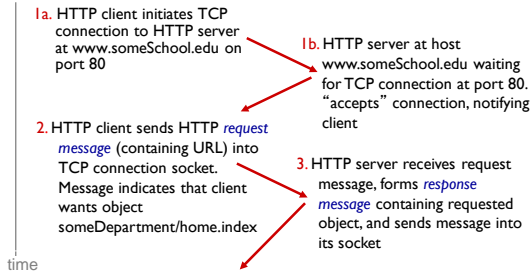 1a. HTTP client initiates TCP
connection to HTTP server
at www.someSchool.edu on
port 80
1b. HTTP server at host
www.someSchool.edu waiting
for TCP connection at port 80.
“accepts” connection, notifying
client
2. HTTP client sends HTTP request
message (containing URL) into
TCP connection socket.
Message indicates that client
wants object
someDepartment/home.index
3. HTTP server receives request
message, forms response
message containing requested
object, and sends message into
its socket
time